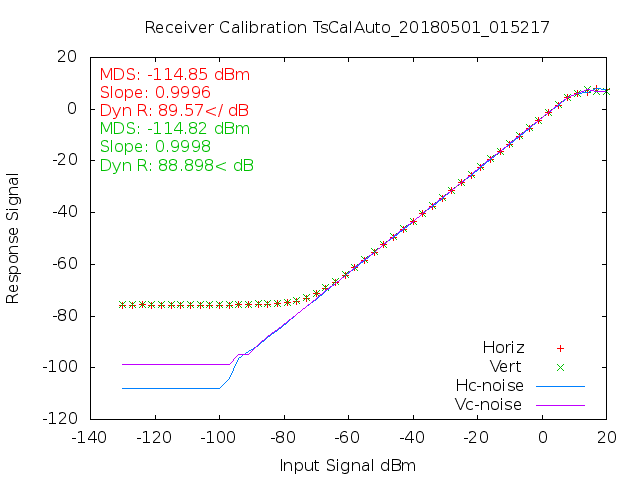 Receiver Calibration TsCalAuto_20180501_015217
MDS: -114.85 dBm
Slope: 0.9996
Dyn R: 89.57</ dB
MDS: -114.82 dBm
Slope: 0.9998
Dyn R: 88.898< dB
20
0
-20
-40
-60
-80
-100
-120
Response Signal
Horiz
Vert
Hc-noise
Vc-noise
-140 -120 -100 -80 -60 -40 -20 0 20
Input Signal dBm